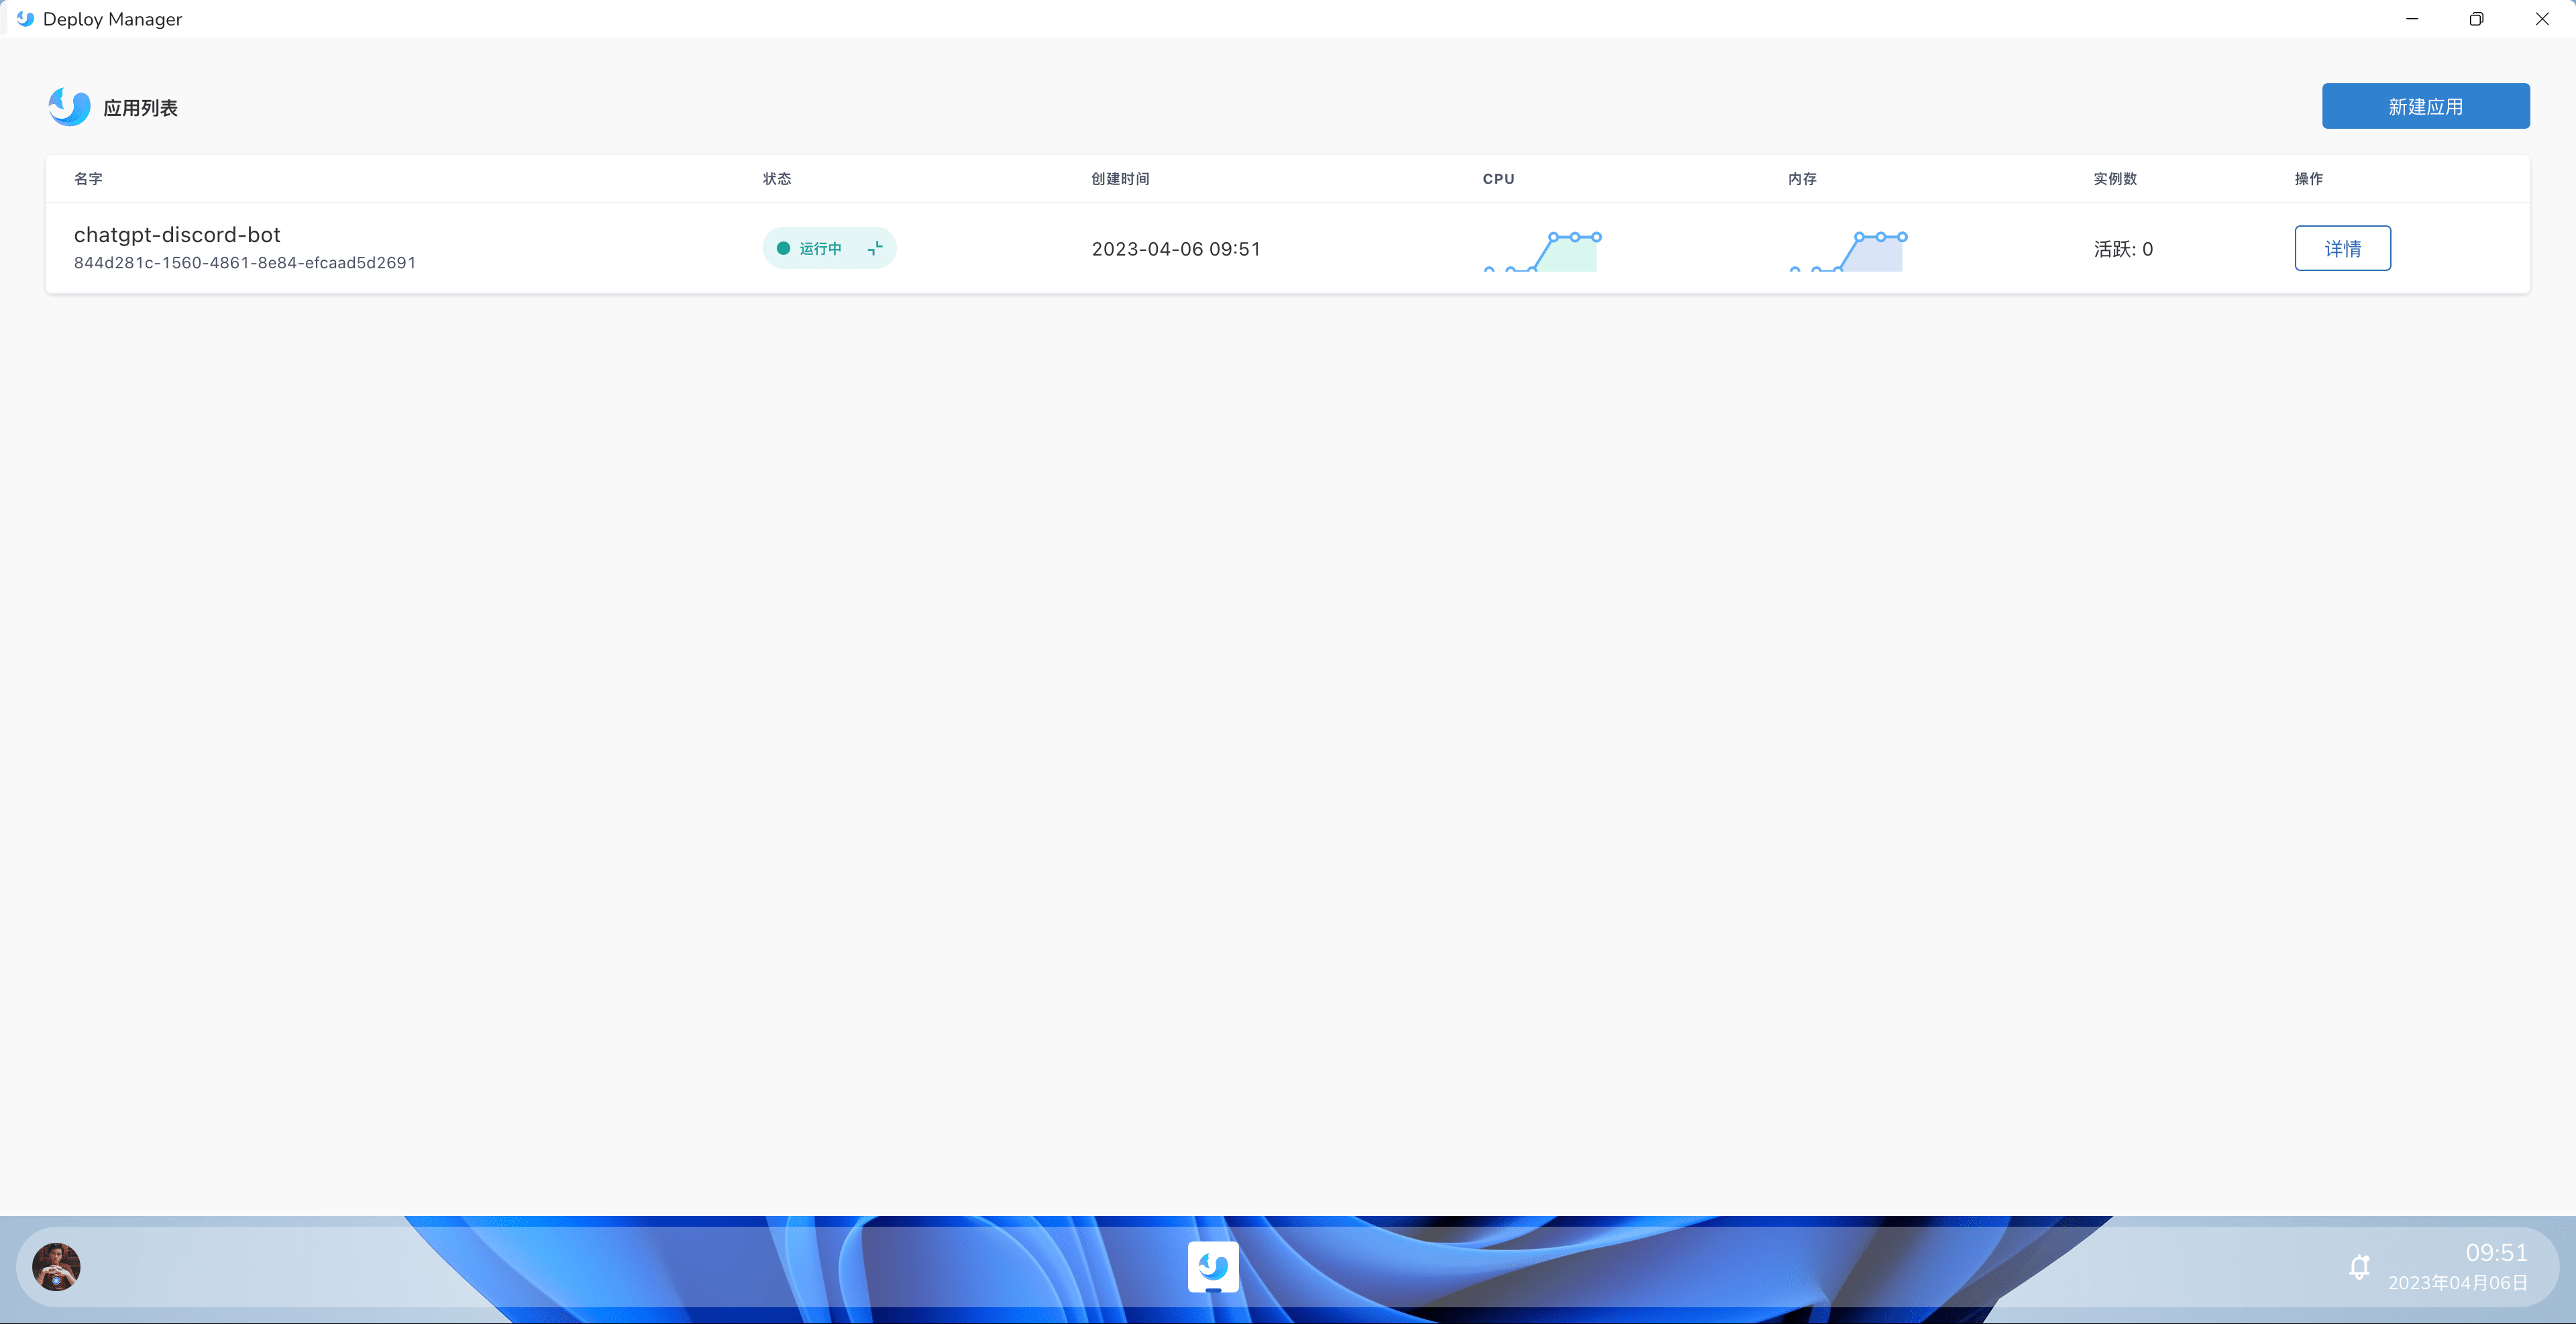 Deploy Manager
应用列表
新建应用
名字 状态 创建时间 CPU 内存 实例数 操作
chatgpt-discord-bot
844d281c-1560-4861-8e84-efcaad5d2691
运行中
2023-04-06 09:51
活跃: 0
详情
09:51
2023年04月06日